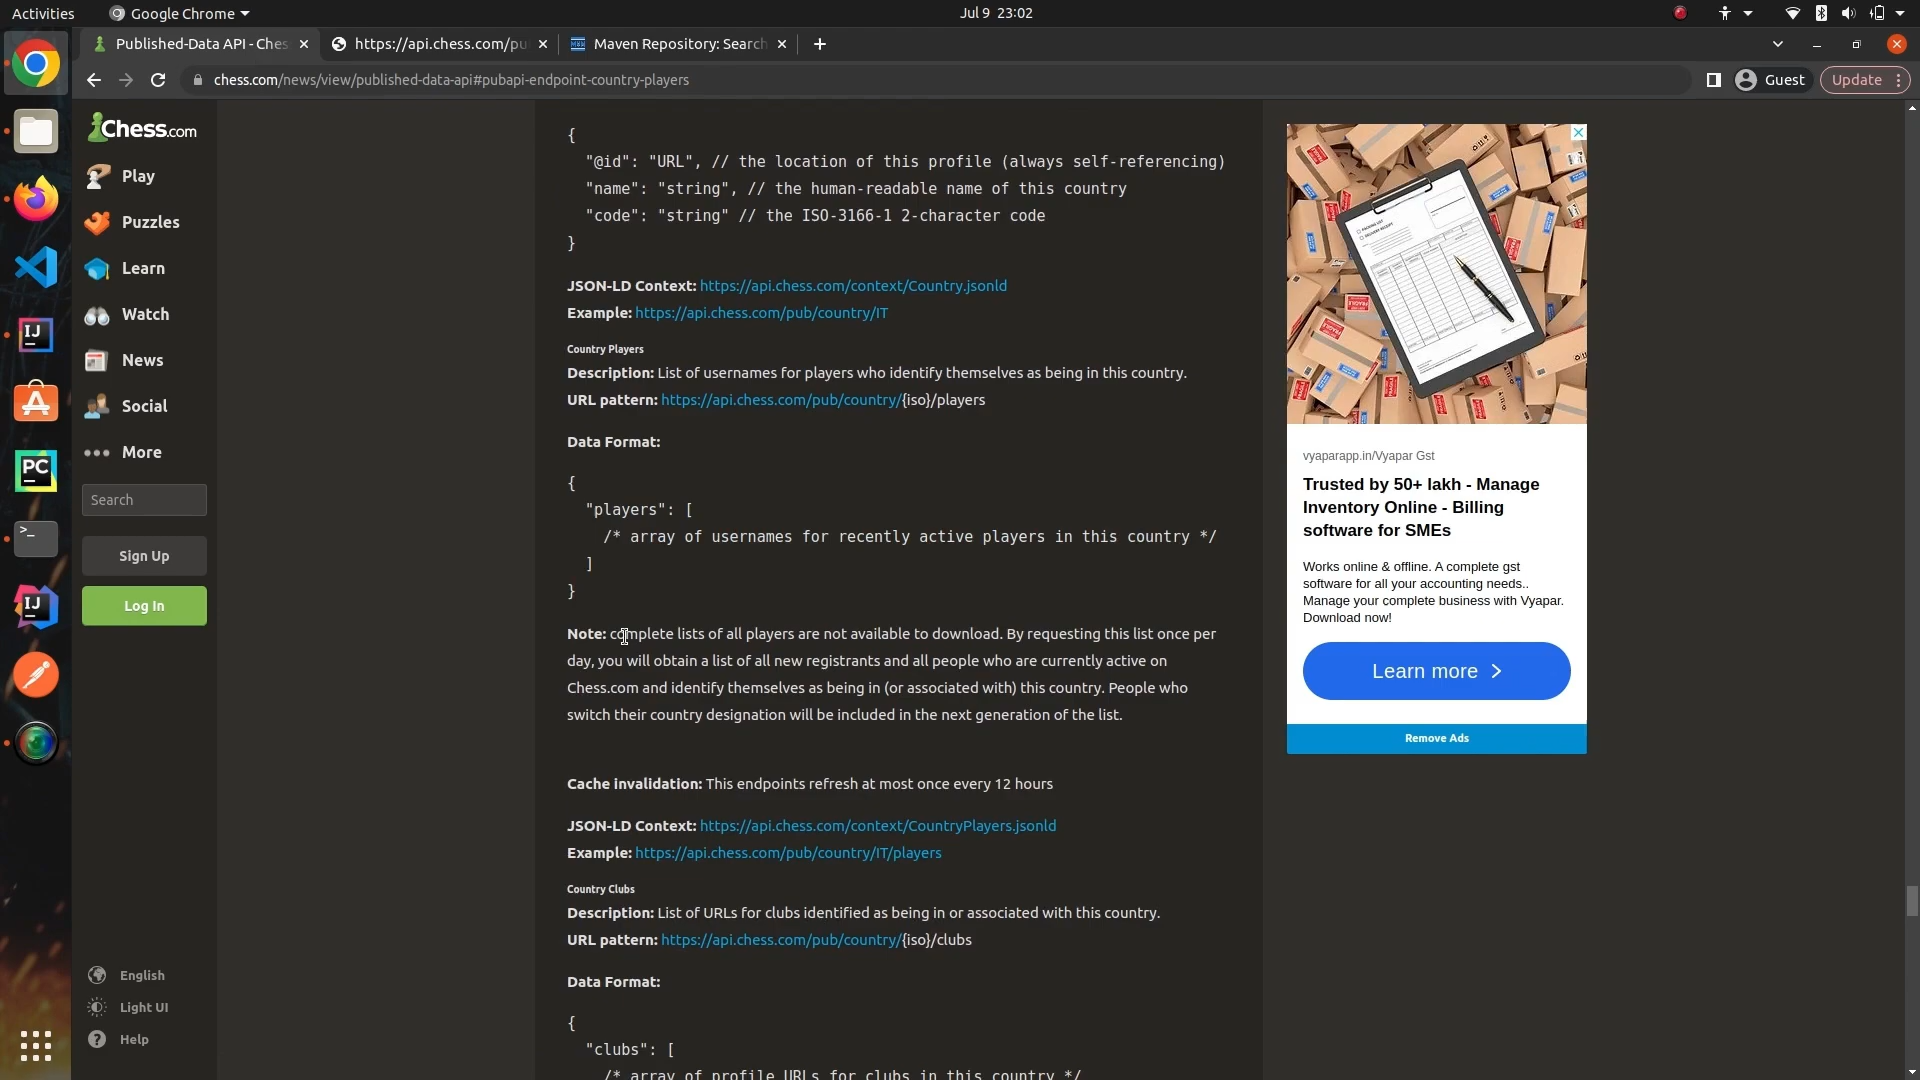 Activities
Google Chrome
Jul 9 23:02
Published-Data API - Ches
https://api.chess.com/pu
Maven Repository: Search
chess.com/news/view/published-data-api#pubapi-endpoint-country-players
Guest
Update
Chess.com
Play
Puzzles
Learn
Watch
News
Social
More
Search
Sign Up
Log In
English
Light UI
Help
{
"@id": "URL", // the location of this profile (always self-referencing)
"name": "string", // the human-readable name of this country
"code": "string" // the ISO-3166-1 2-character code
}
JSON-LD Context: https://api.chess.com/context/Country.jsonld
Example: https://api.chess.com/pub/country/IT
Country Players
Description: List of usernames for players who identify themselves as being in this country.
URL pattern: https://api.chess.com/pub/country/{iso}/players
Data Format:
{
"players": [
/* array of usernames for recently active players in this country */
]
}
Note: complete lists of all players are not available to download. By requesting this list once per
day, you will obtain a list of all new registrants and all people who are currently active on
Chess.com and identify themselves as being in (or associated with) this country. People who
switch their country designation will be included in the next generation of the list.
Cache invalidation: This endpoints refresh at most once every 12 hours
JSON-LD Context: https://api.chess.com/context/CountryPlayers.jsonld
Example: https://api.chess.com/pub/country/IT/players
Country Clubs
Description: List of URLs for clubs identified as being in or associated with this country.
URL pattern: https://api.chess.com/pub/country/{iso}/clubs
Data Format:
{
"clubs": [
/* array of profile URLs for clubs in this country */
vyaparapp.in/Vyapar Gst
Trusted by 50+ lakh - Manage
Inventory Online - Billing
software for SMEs
Works online & offline. A complete gst
software for all your accounting needs..
Manage your complete business with Vyapar.
Download now!
Learn more
Remove Ads
IJ
PC
>_
IJ